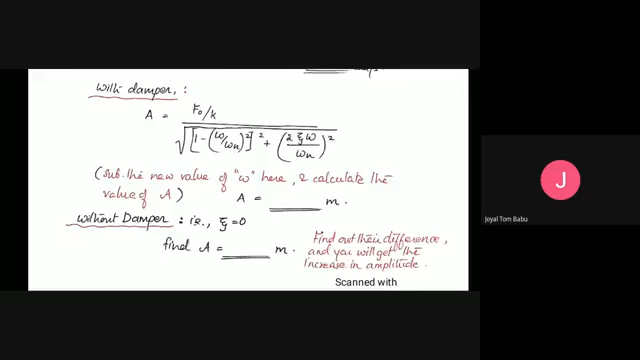 with damper, :
A = F₀/k / √([1-(ω/ωn)²]² + (2ξω/ωn)²)
(sub. the new value of "ω" here, & calculate the
value of A) A = ____ m.
without Damper : i.e., ξ=0
find A = ____ m.
Find out their difference,
and you will get the
increase in amplitude.
Scanned with
J
Joyal Tom Babu